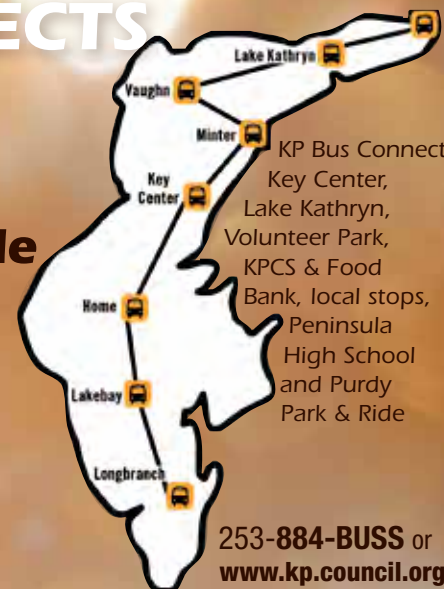 ECTS
Lake Kathryn
Vaughn
Minter
Key
Center
Home
Lakebay
Longbranch
KP Bus Connect
Key Center,
Lake Kathryn,
Volunteer Park,
KPCS & Food
Bank, local stops,
Peninsula
High School
and Purdy
Park & Ride
253-884-BUSS or
www.kp.council.org